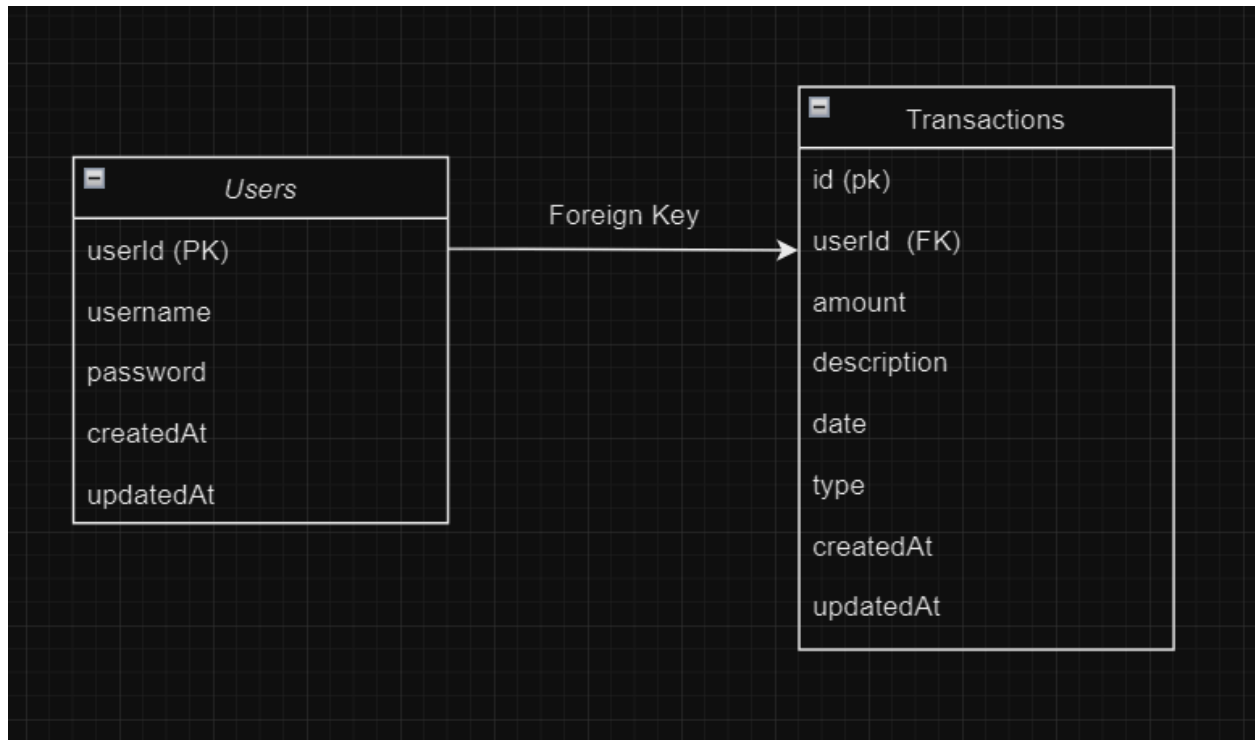 Users
userId (PK)
username
password
createdAt
updatedAt
Foreign Key
Transactions
id (pk)
userId (FK)
amount
description
date
type
createdAt
updatedAt